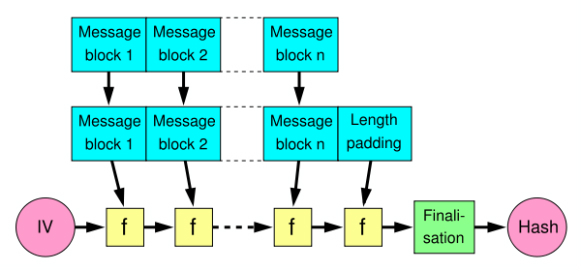 Message
block 1
Message
block 2
Message
block n
Message
block 1
Message
block 2
Message
block n
Length
padding
IV
f
f
f
f
Finali-
sation
Hash